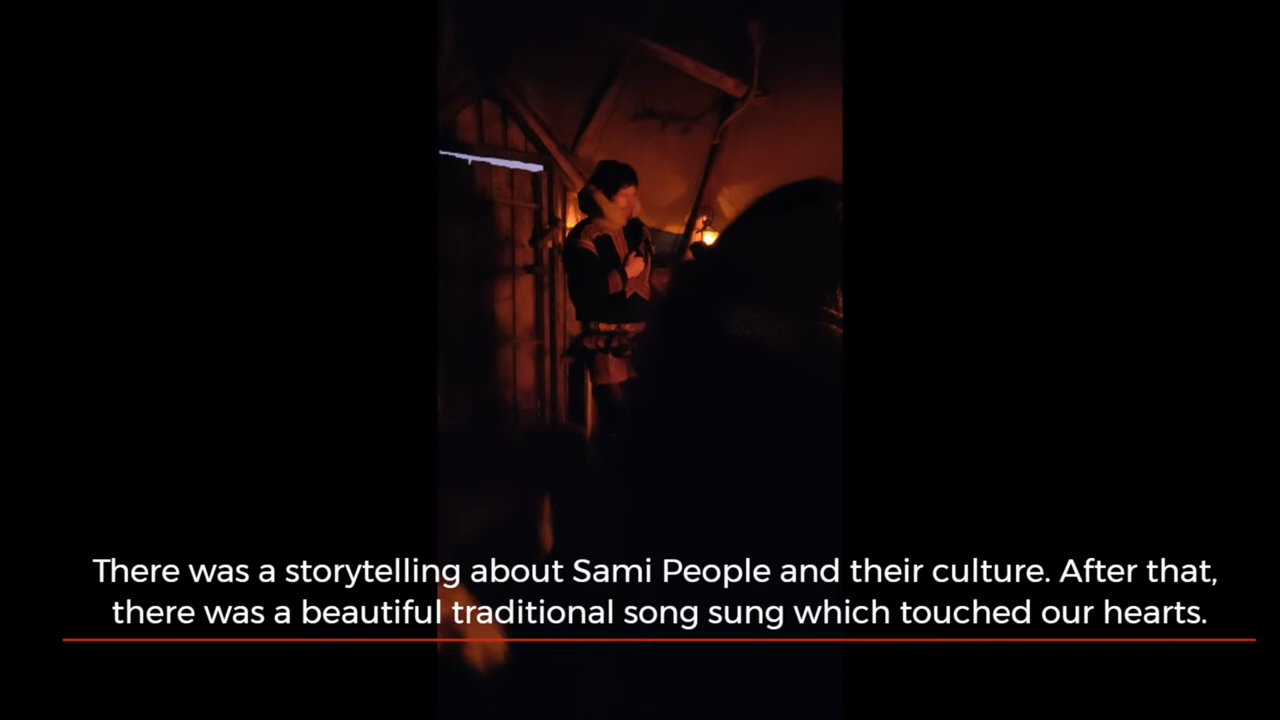 There was a storytelling about Sami People and their culture. After that,
there was a beautiful traditional song sung which touched our hearts.